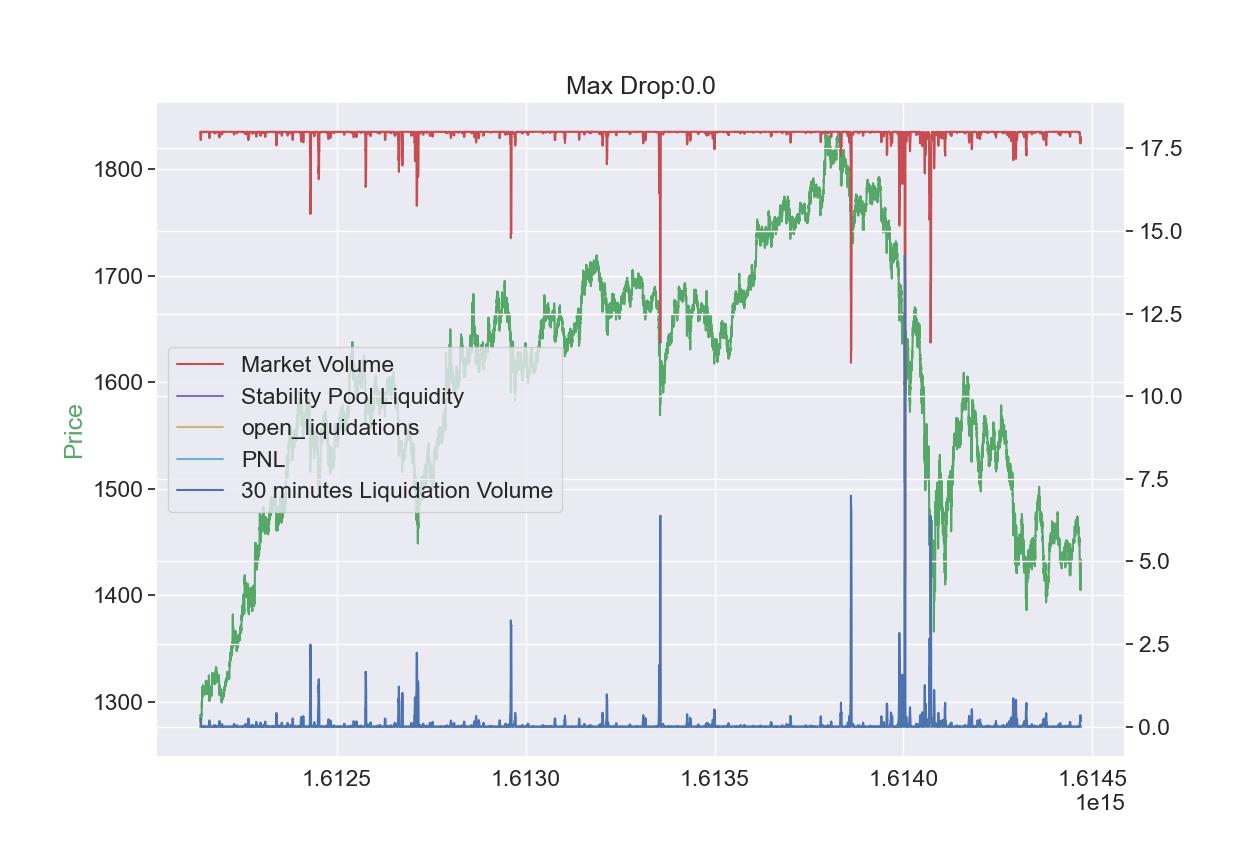 Max Drop:0.0
Price
1800
1700
1600
1500
1400
1300
17.5
15.0
12.5
10.0
7.5
5.0
2.5
0.0
Market Volume
Stability Pool Liquidity
open_liquidations
PNL
30 minutes Liquidation Volume
1.6125 1.6130 1.6135 1.6140 1.6145
1e15